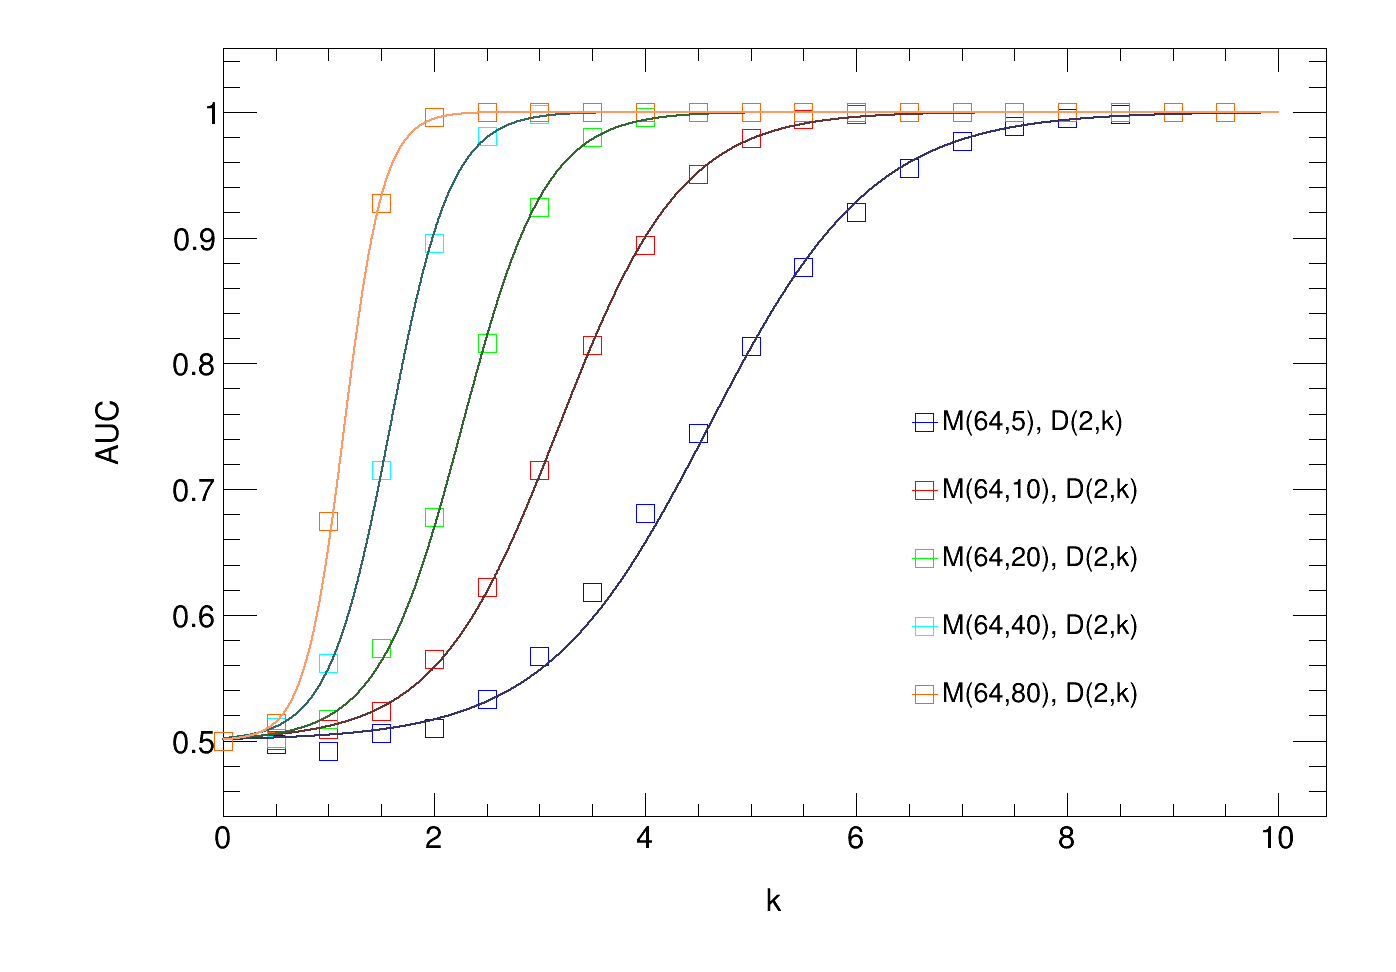 1
0.9
0.8
0.7
0.6
0.5
AUC
M(64,5), D(2,k)
M(64,10), D(2,k)
M(64,20), D(2,k)
M(64,40), D(2,k)
M(64,80), D(2,k)
0 2 4 6 8 10
k